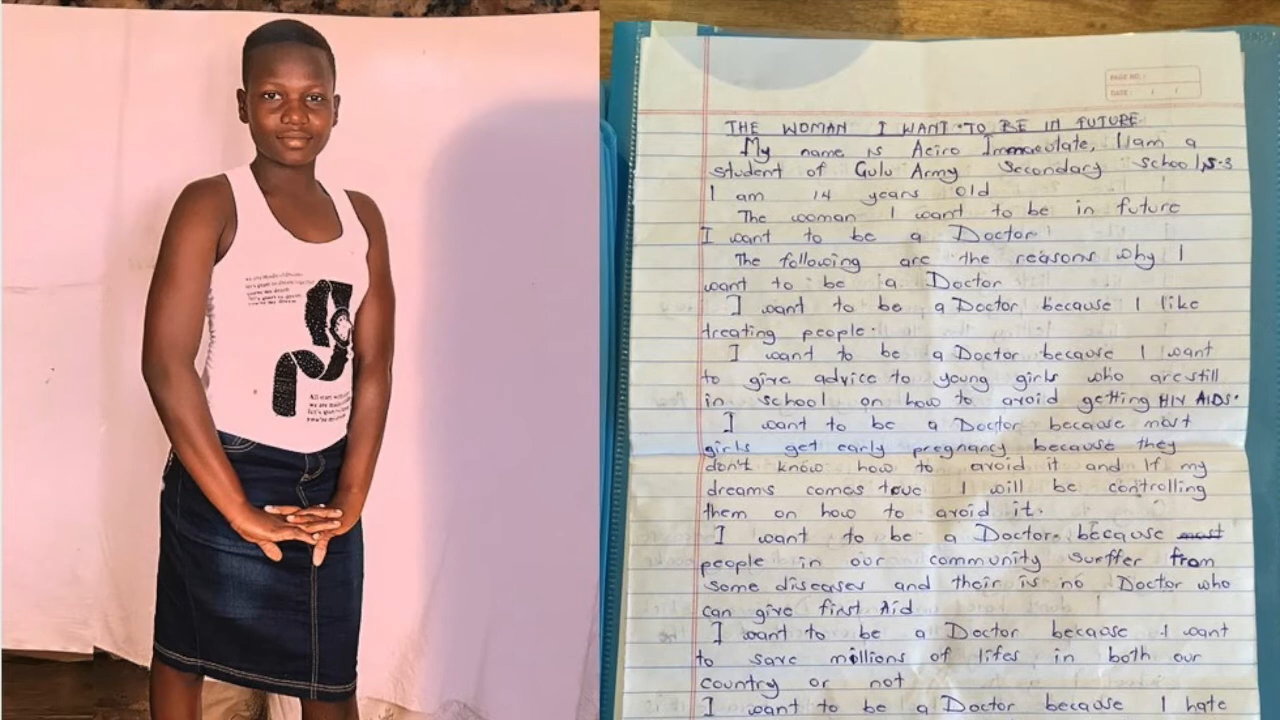 All start with
PAGE NO. :
DATE : / /
THE WOMAN I WANT TO BE IN FUTURE
My name is Aciro Immaculate, I am a
student of Gulu Army Secondary School, S.3
I am 14 years old
The woman I want to be in future
I want to be a Doctor
The following are the reasons why I
want to be a Doctor
I want to be a Doctor because I like
treating people.
I want to be a Doctor because I want
to give advice to young girls who are still
in school on how to avoid getting HIV AIDS.
I want to be a Doctor because most
girls get early pregnancy because they
don't know how to avoid it and If my
dreams comes true I will be controlling
them on how to avoid it.
I want to be a Doctor because most
people in our community surffer from
some diseases and their is no Doctor who
can give first Aid
I want to be a Doctor because I want
to save millions of lifes in both our
country or not
I want to be a Doctor because I hate